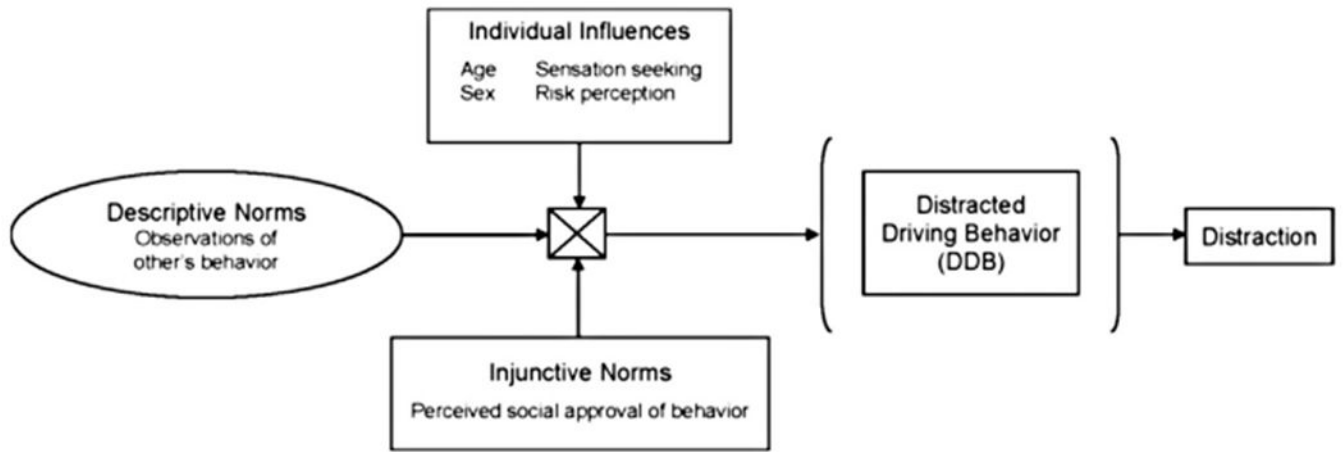 Individual Influences
Age Sensation seeking
Sex Risk perception
Descriptive Norms
Observations of
other's behavior
Distracted
Driving Behavior
(DDB)
Distraction
Injunctive Norms
Perceived social approval of behavior